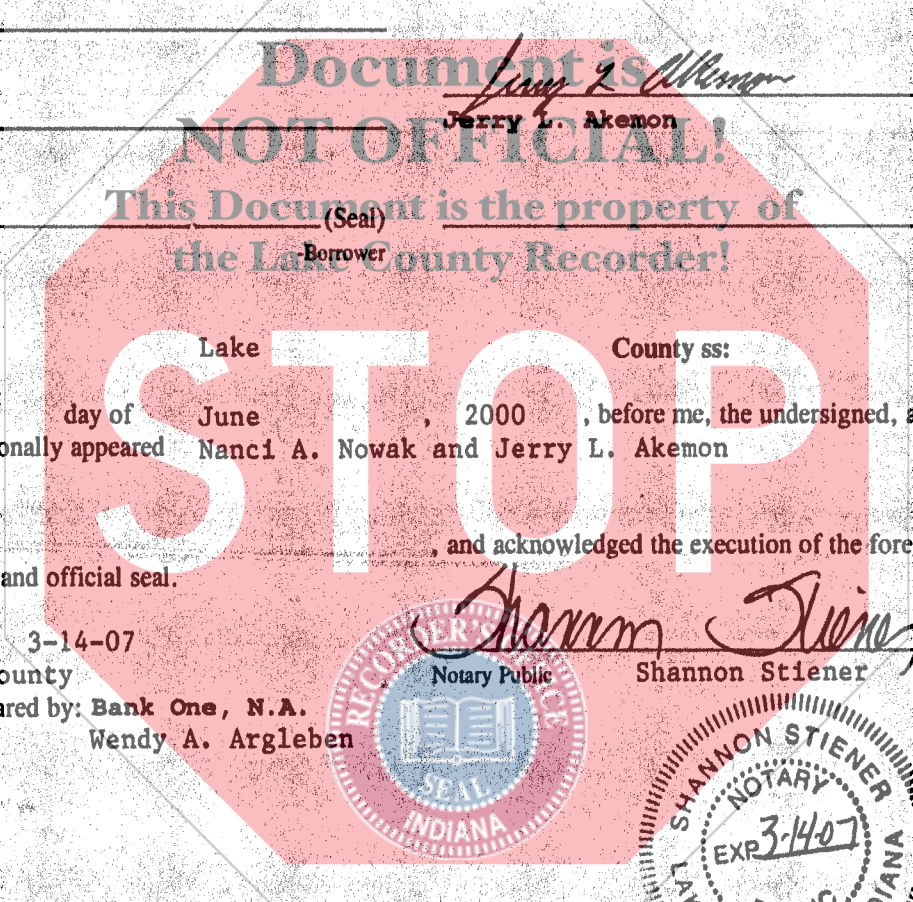 Document is
Jerry L. Akemon
Jerry L. Akemon
NOT OFFICIAL!
This Document is the property of
(Seal)
-Borrower
the Lake County Recorder!
STOP
Lake County ss:
day of June , 2000 , before me, the undersigned, a
onally appeared Nanci A. Nowak and Jerry L. Akemon
, and acknowledged the execution of the fore
and official seal.
Shannon Stiener
3-14-07
ounty Notary Public Shannon Stiener
ared by: Bank One, N.A.
Wendy A. Argleben
RECORDER'S OFFICE
SEAL
INDIANA
SHANNON STIENER
NOTARY
EXP 3-14-07